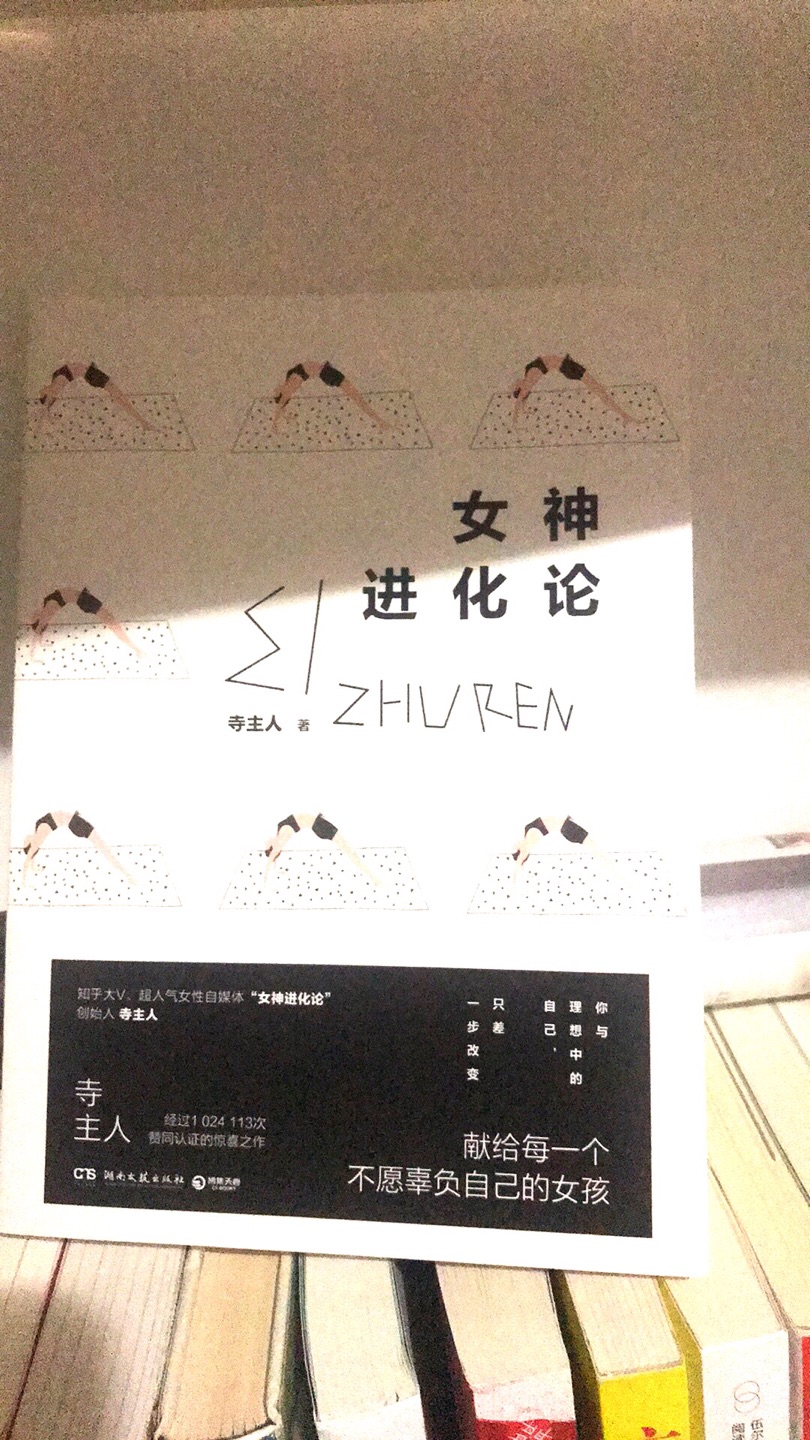 女神
进化论
SI
ZHUREN
寺主人 著
知乎大V、超人气女性自媒体“女神进化论”
创始人 寺主人
你与
理想中的
自己，
只差
一步改变
寺
主人
经过1 024 113次
赞同认证的惊喜之作
献给每一个
不愿辜负自己的女孩
湖南文艺出版社
博集天卷